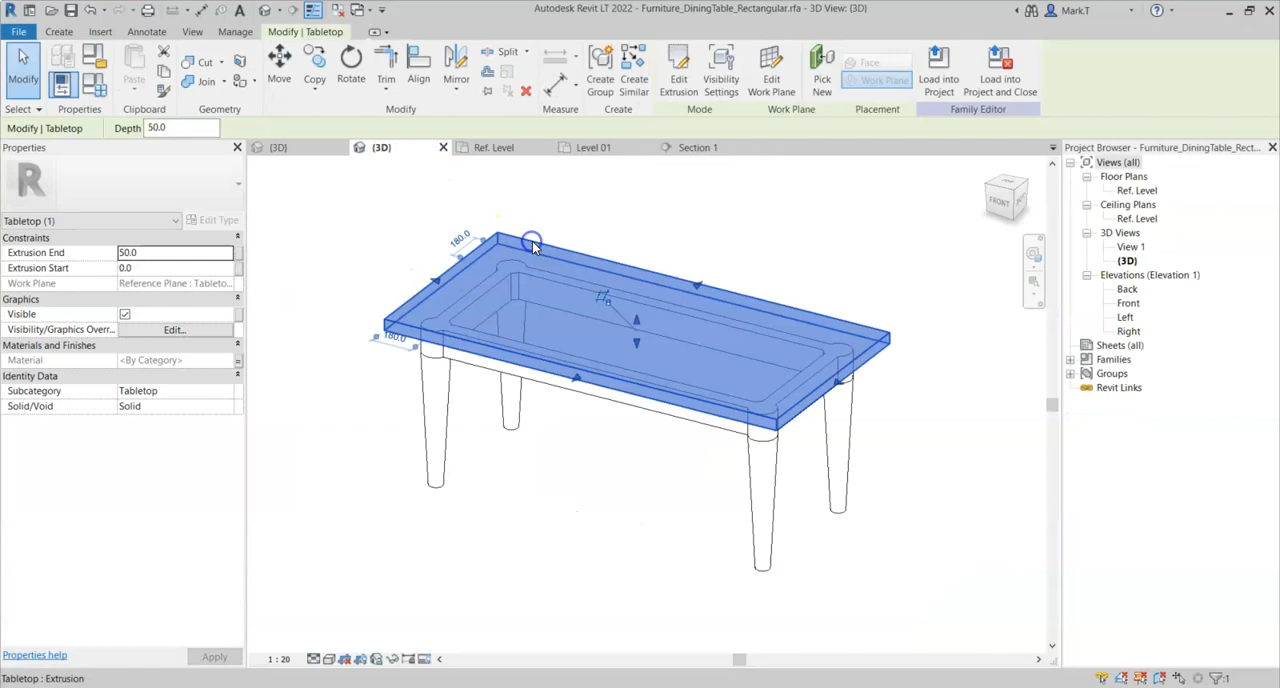 Autodesk Revit LT 2022 - Furniture_DiningTable_Rectangular.rfa - 3D View: {3D}
Mark.T
File Create Insert Annotate View Manage Modify | Tabletop
Modify
Paste
Cut
Join
Move
Copy
Rotate
Trim
Align
Mirror
Split
Create Group
Create Similar
Edit Extrusion
Visibility Settings
Edit Work Plane
Pick New
Face
Work Plane
Load into Project
Load into Project and Close
Select Properties Clipboard Geometry Modify Measure Create Mode Work Plane Placement Family Editor
Modify | Tabletop Depth 50.0
Properties
{3D} {3D} Ref. Level Level 01 Section 1
Project Browser - Furniture_DiningTable_Rect...
Tabletop (1) Edit Type
Constraints
Extrusion End 50.0
Extrusion Start 0.0
Work Plane Reference Plane : Tableto...
Graphics
Visible
Visibility/Graphics Overr... Edit...
Materials and Finishes
Material <By Category>
Identity Data
Subcategory Tabletop
Solid/Void Solid
180.0
180.0
FRONT
Views (all)
Floor Plans
Ref. Level
Ceiling Plans
Ref. Level
3D Views
View 1
{3D}
Elevations (Elevation 1)
Back
Front
Left
Right
Sheets (all)
Families
Groups
Revit Links
Properties help Apply
1 : 20
Tabletop : Extrusion
:1